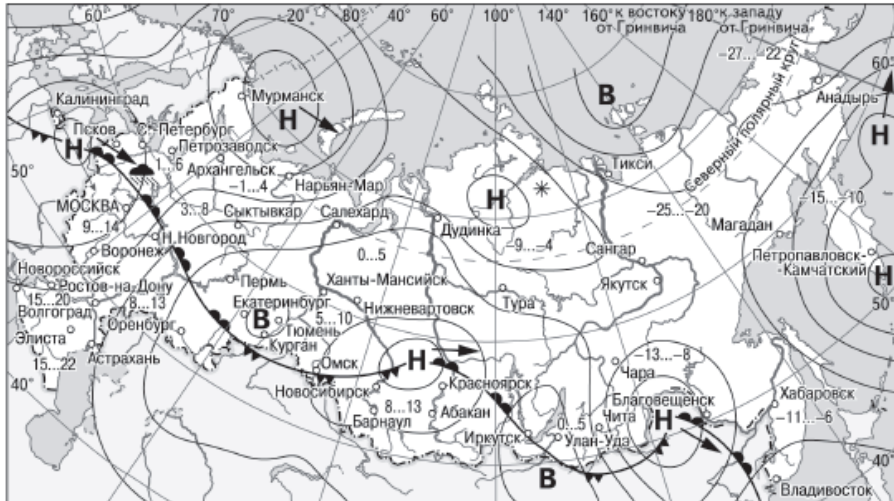 60° 40° -20° 80° 120° 140° 160° к востоку 180° к западу
от Гринвича от Гринвича
-27...-22
60°
Северный полярный круг
Калининград
Мурманск
В
Анадырь
Псков
С.-Петербург
Н
Н
Н
50°
Петрозаводск
1...6
Архангельск
Нарьян-Мар
Тикси
-1...4
Н
МОСКВА
3...8
Сыктывкар
Салехард
-25...-20
-15...-10
9...14
Дудинка
Магадан
Н.Новгород
0...5
-9...-4
Сангар
Воронеж
Петропавловск-
Камчатский
Новороссийск
Пермь
Ханты-Мансийск
Якутск
Н
Ростов-на-Дону
Екатеринбург
Тура
15...20
8...13
Нижневартовск
50°
Волгоград
В
5...10
Оренбург
Тюмень
Элиста
Курган
Астрахань
Омск
Н
-13...-8
15...22
Чара
40°
Новосибирск
Красноярск
Благовещенск
Хабаровск
8...13
0...5
Чита
Н
-11...-6
Барнаул
Абакан
Иркутск
Улан-Удэ
40°
В
Владивосток
60° 80° 100° 120° 140°